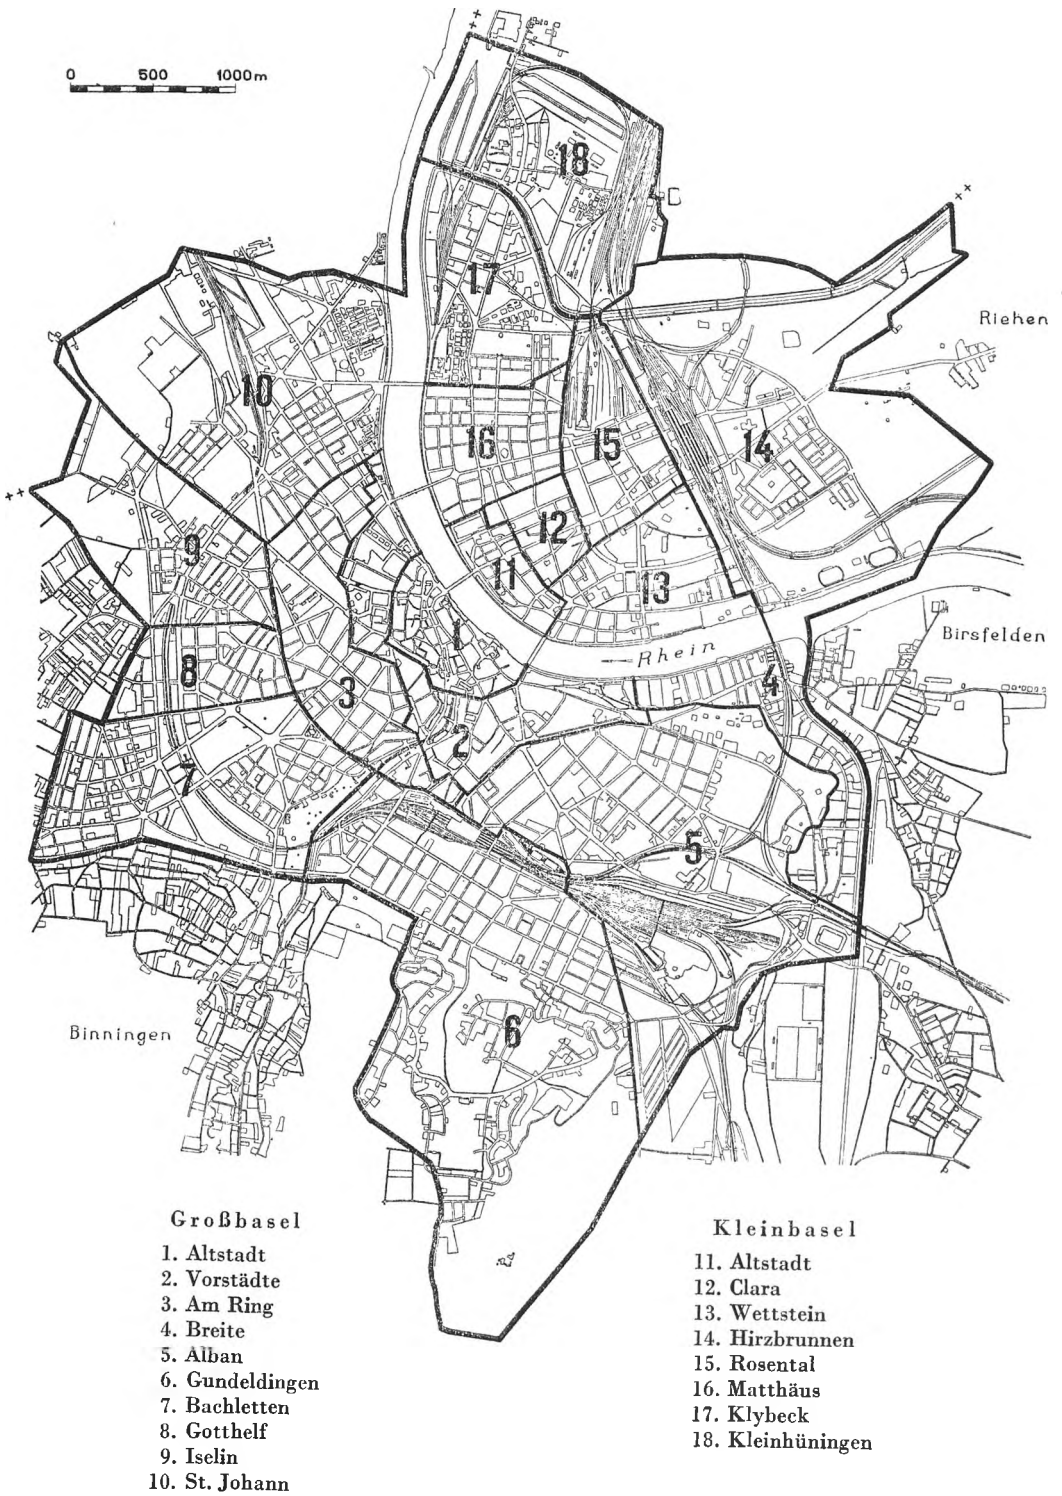 0 500 1000m
18
17
Riehen
10
16
15
14
12
9
11
13
1
Rhein
Birsfelden
8
3
4
2
7
5
6
Binningen
Großbasel
1. Altstadt
2. Vorstädte
3. Am Ring
4. Breite
5. Alban
6. Gundeldingen
7. Bachletten
8. Gotthelf
9. Iselin
10. St. Johann
Kleinbasel
11. Altstadt
12. Clara
13. Wettstein
14. Hirzbrunnen
15. Rosental
16. Matthäus
17. Klybeck
18. Kleinhüningen